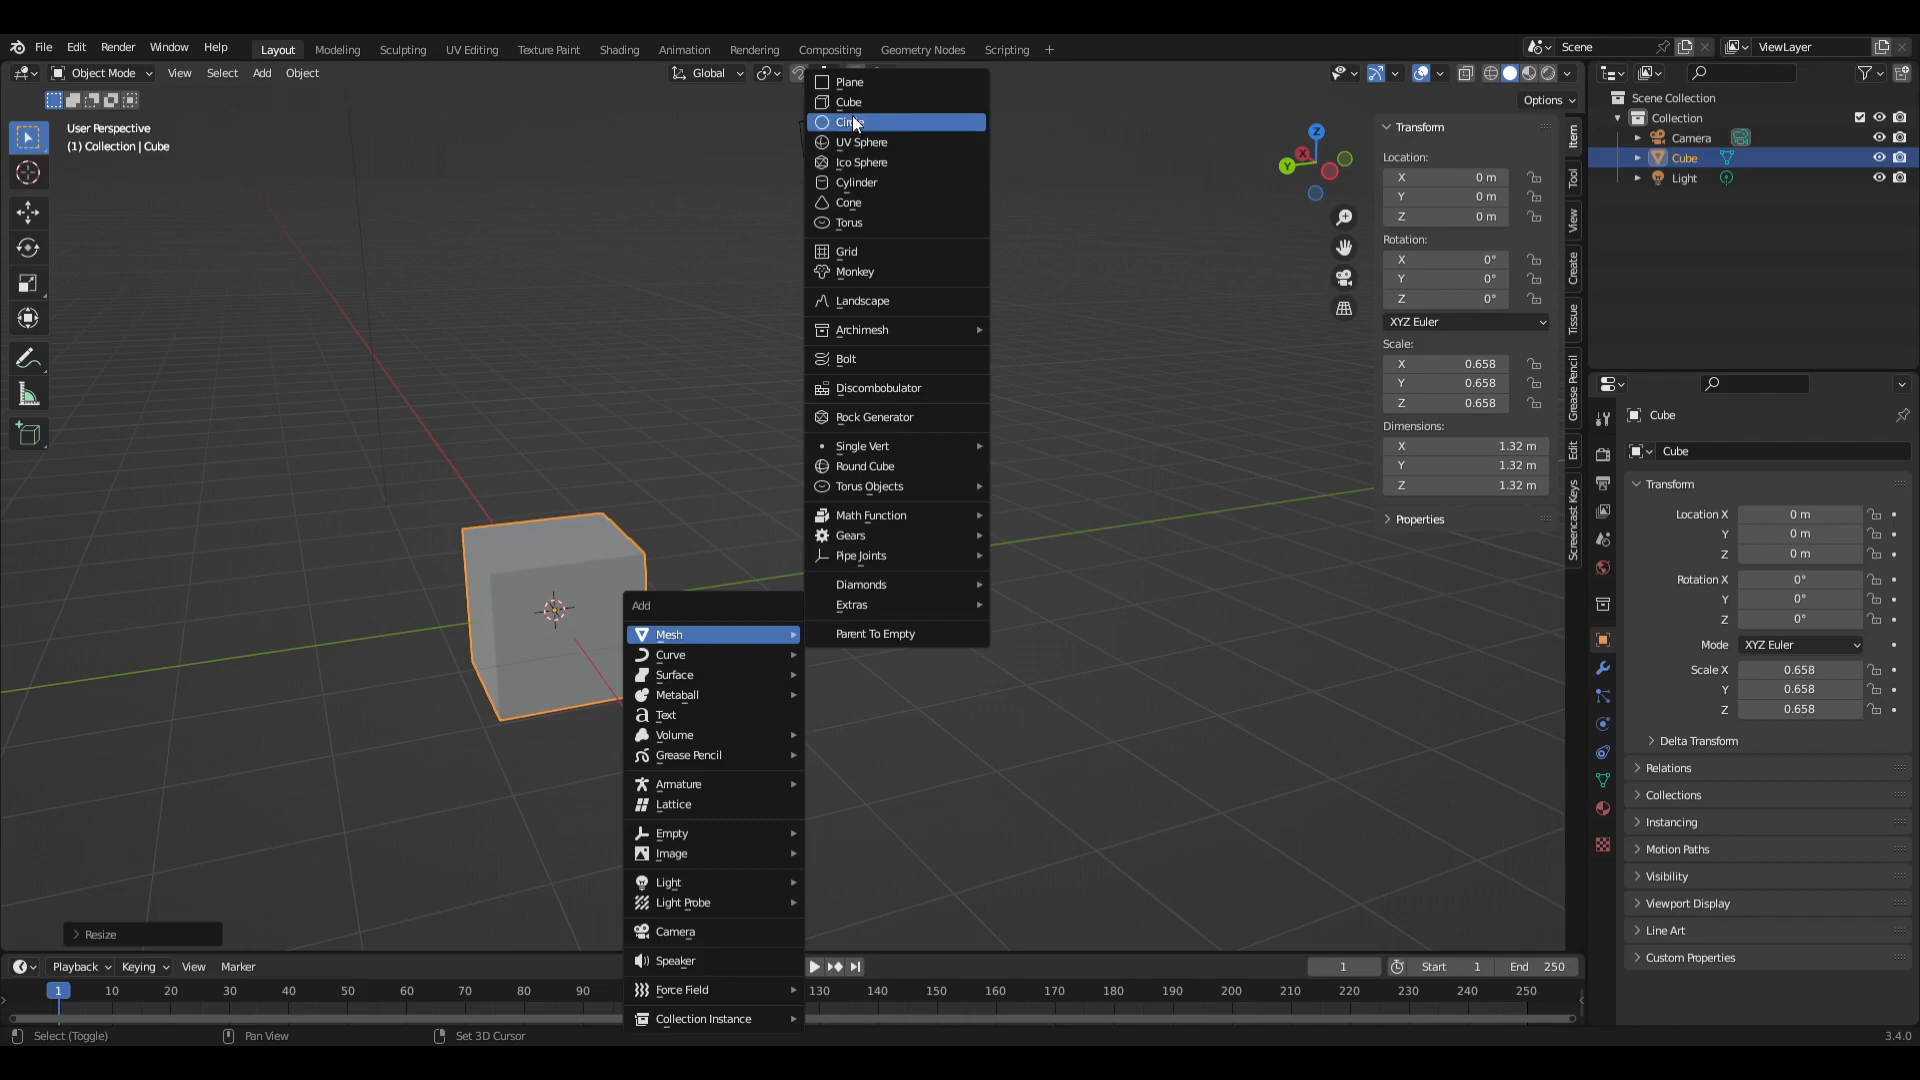 File Edit Render Window Help Layout Modeling Sculpting UV Editing Texture Paint Shading Animation Rendering Compositing Geometry Nodes Scripting + Scene ViewLayer
Object Mode View Select Add Object Global
Options
User Perspective
(1) Collection | Cube
Plane
Cube
Circle
UV Sphere
Ico Sphere
Cylinder
Cone
Torus
Grid
Monkey
Landscape
Archimesh
Bolt
Discombobulator
Rock Generator
Single Vert
Round Cube
Torus Objects
Math Function
Gears
Pipe Joints
Diamonds
Extras
Parent To Empty
Add
Mesh
Curve
Surface
Metaball
Text
Volume
Grease Pencil
Armature
Lattice
Empty
Image
Light
Light Probe
Camera
Speaker
Force Field
Collection Instance
Z
Y
X
Transform
Location:
X 0 m
Y 0 m
Z 0 m
Rotation:
X 0°
Y 0°
Z 0°
XYZ Euler
Scale:
X 0.658
Y 0.658
Z 0.658
Dimensions:
X 1.32 m
Y 1.32 m
Z 1.32 m
Properties
Item
Tool
View
Create
Tissue
Grease Pencil
Edit
Screencast Keys
Scene Collection
Collection
Camera
Cube
Light
Cube
Cube
Transform
Location X 0 m
Y 0 m
Z 0 m
Rotation X 0°
Y 0°
Z 0°
Mode XYZ Euler
Scale X 0.658
Y 0.658
Z 0.658
Delta Transform
Relations
Collections
Instancing
Motion Paths
Visibility
Viewport Display
Line Art
Custom Properties
Resize
Playback Keying View Marker 1 Start 1 End 250
1 10 20 30 40 50 60 70 80 90 130 140 150 160 170 180 190 200 210 220 230 240 250
Select (Toggle) Pan View Set 3D Cursor 3.4.0